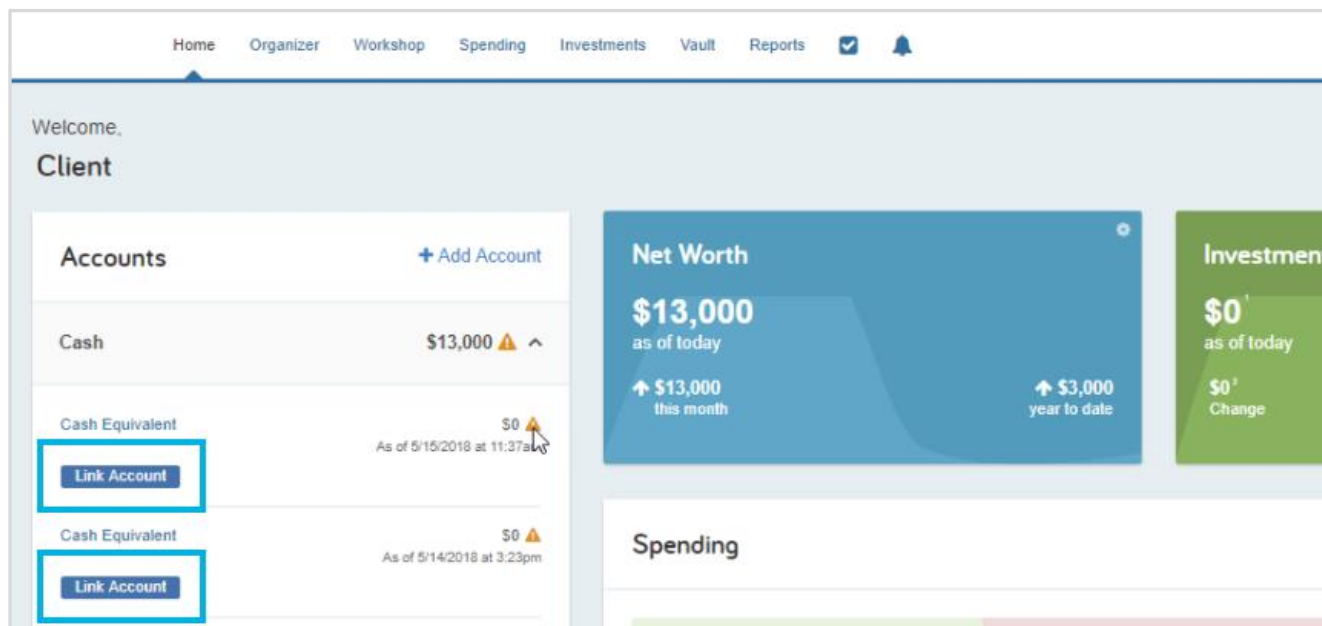 Home Organizer Workshop Spending Investments Vault Reports
Welcome,
Client
Accounts
+ Add Account
Cash
$13,000
Cash Equivalent
$0
As of 5/15/2018 at 11:37am
Link Account
Cash Equivalent
$0
As of 5/14/2018 at 3:23pm
Link Account
Net Worth
$13,000
as of today
$13,000
this month
$3,000
year to date
$0
as of today
$0
Change
Spending